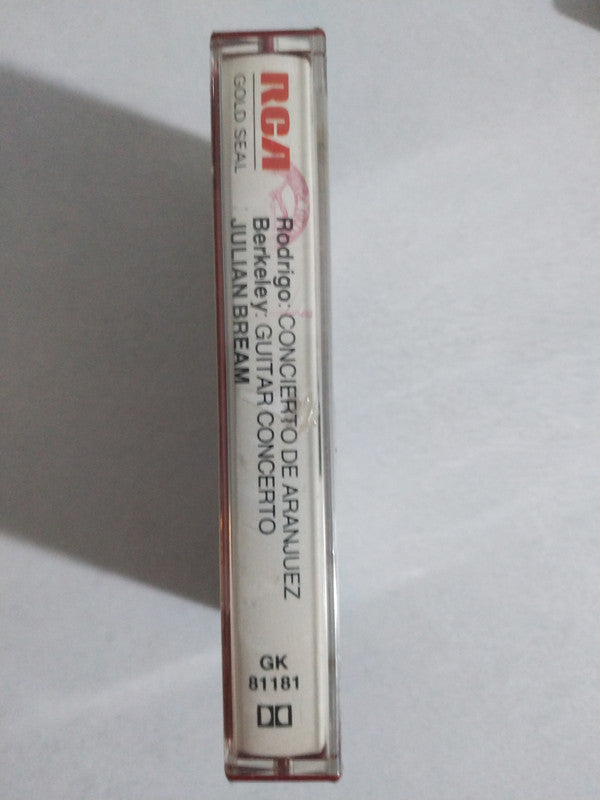 RCA
GOLD SEAL
Rodrigo: CONCIERTO DE ARANJUEZ
Berkeley: GUITAR CONCERTO
JULIAN BREAM
GK
81181